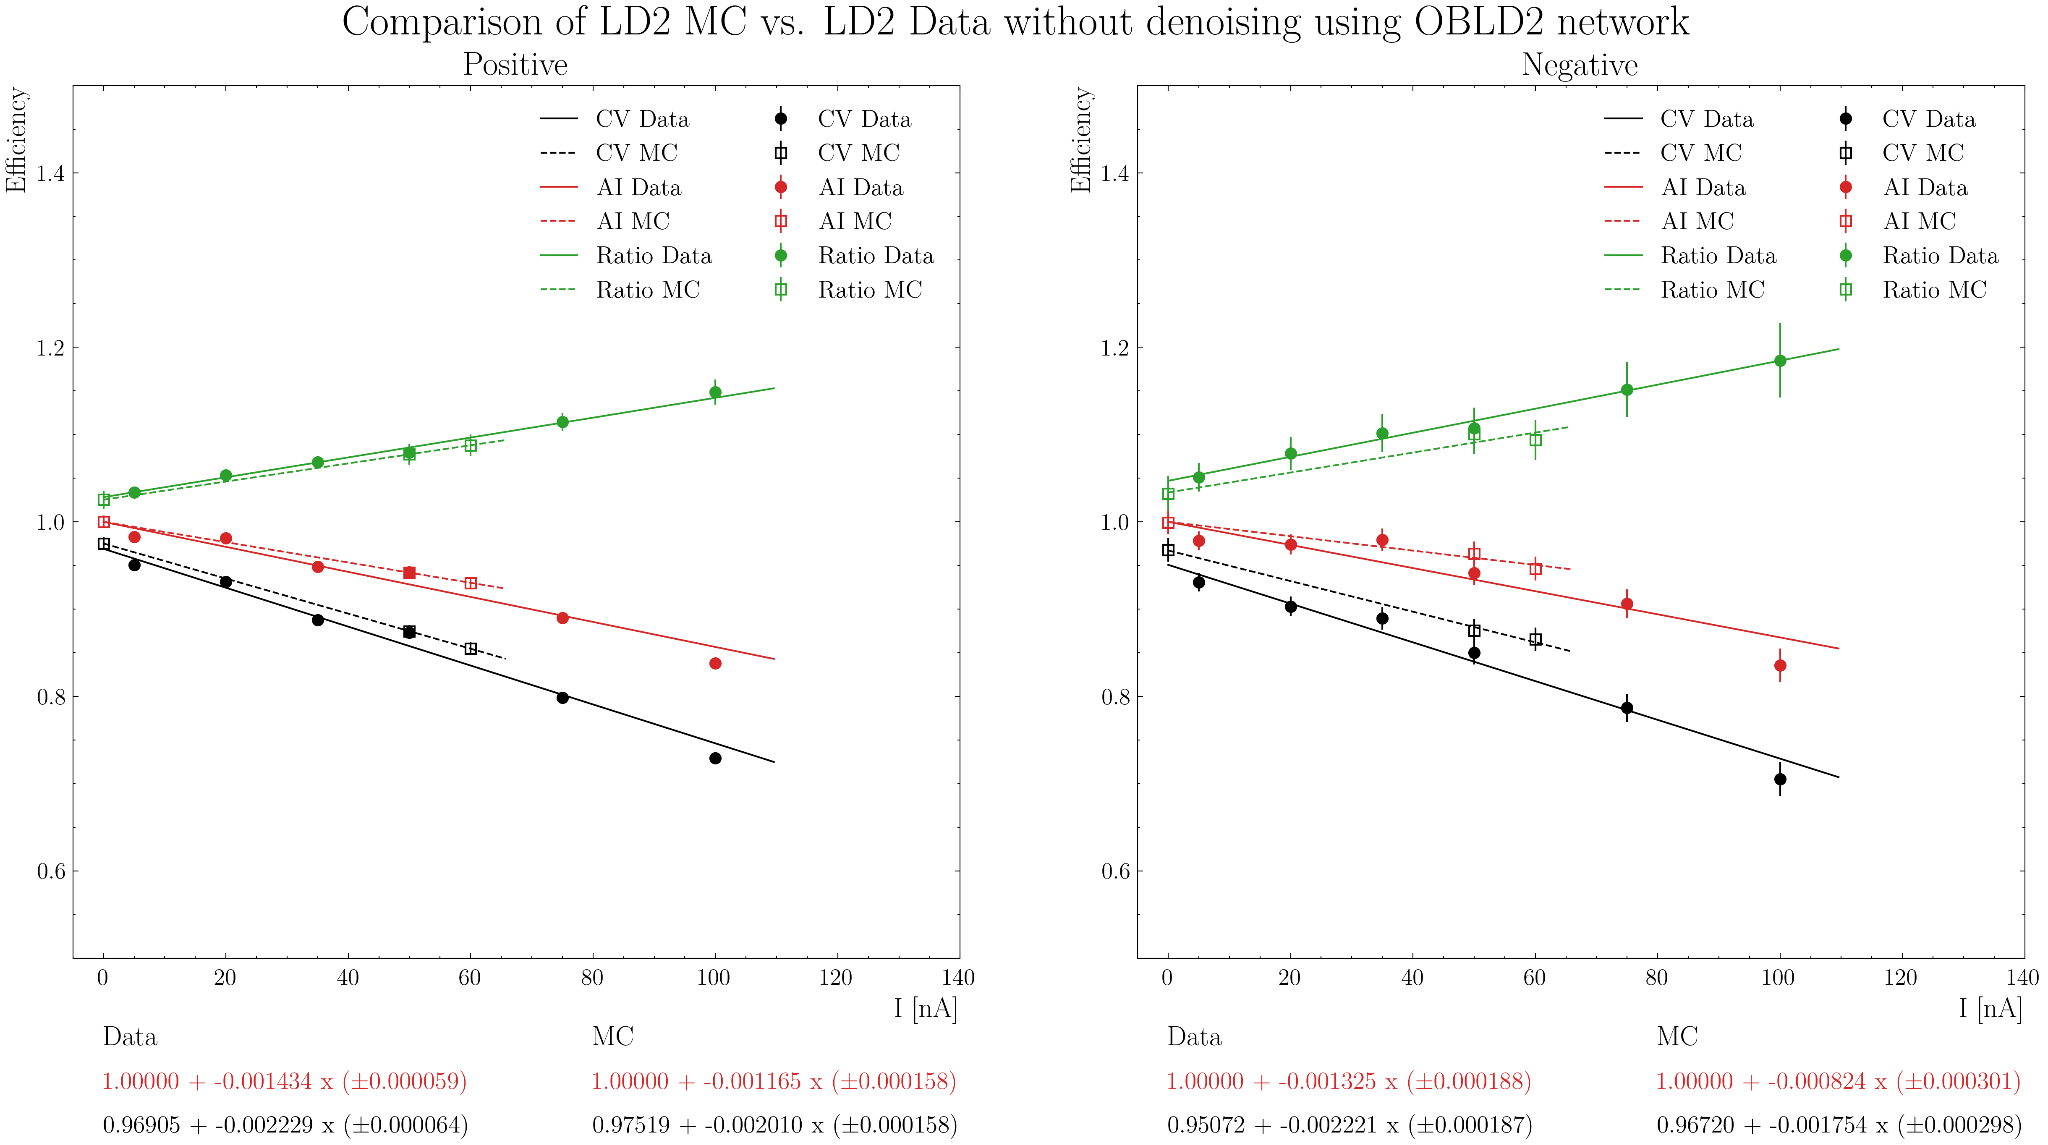 Comparison of LD2 MC vs. LD2 Data without denoising using OBLD2 network
Positive
Efficiency
CV Data
CV MC
AI Data
AI MC
Ratio Data
Ratio MC
CV Data
CV MC
AI Data
AI MC
Ratio Data
Ratio MC
1.4
1.2
1.0
0.8
0.6
0 20 40 60 80 100 120 140
I [nA]
Data
1.00000 + -0.001434 x (±0.000059)
0.96905 + -0.002229 x (±0.000064)
MC
1.00000 + -0.001165 x (±0.000158)
0.97519 + -0.002010 x (±0.000158)
Negative
Efficiency
CV Data
CV MC
AI Data
AI MC
Ratio Data
Ratio MC
CV Data
CV MC
AI Data
AI MC
Ratio Data
Ratio MC
1.4
1.2
1.0
0.8
0.6
0 20 40 60 80 100 120 140
I [nA]
Data
1.00000 + -0.001325 x (±0.000188)
0.95072 + -0.002221 x (±0.000187)
MC
1.00000 + -0.000824 x (±0.000301)
0.96720 + -0.001754 x (±0.000298)